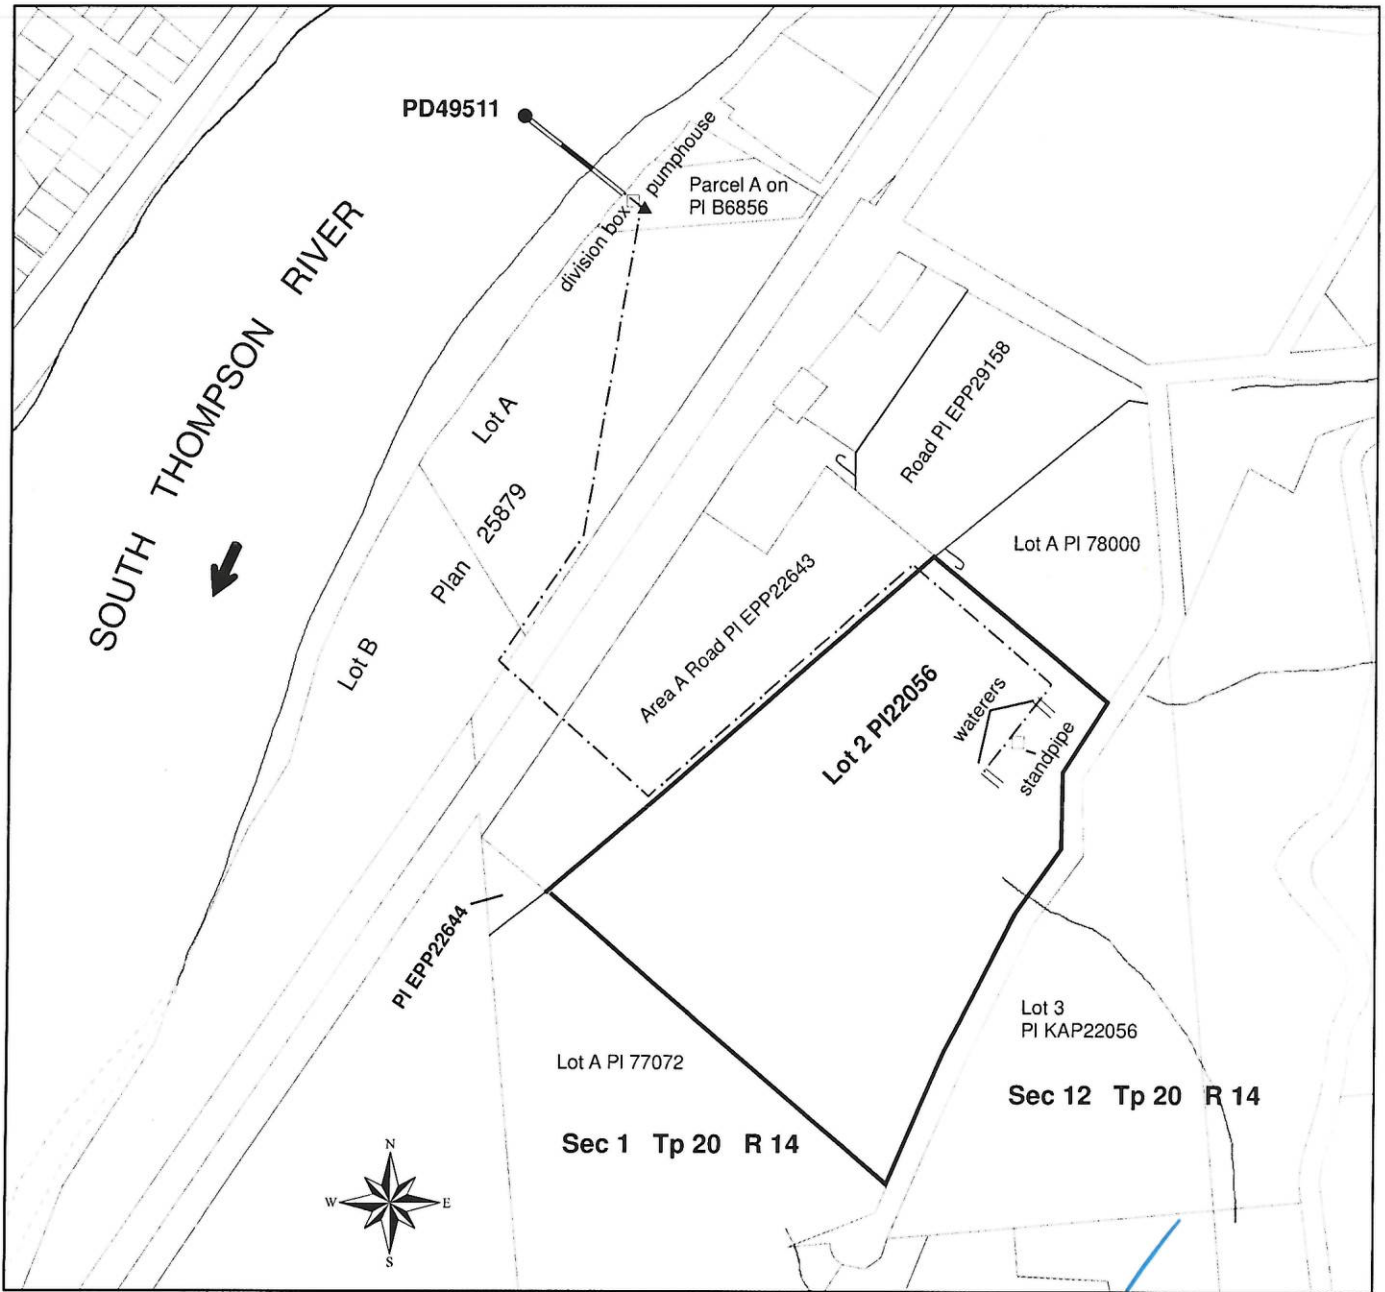 PD49511
pumphouse
Parcel A on
Pl B6856
division box
SOUTH THOMPSON RIVER
Lot A
Road Pl EPP29158
Plan 25879
Lot A Pl 78000
Lot B
Area A Road Pl EPP22643
Lot 2 Pl22056
waterers
standpipe
Pl EPP22644
Lot 3
Pl KAP22056
Lot A Pl 77072
Sec 12 Tp 20 R 14
Sec 1 Tp 20 R 14
N
W E
S